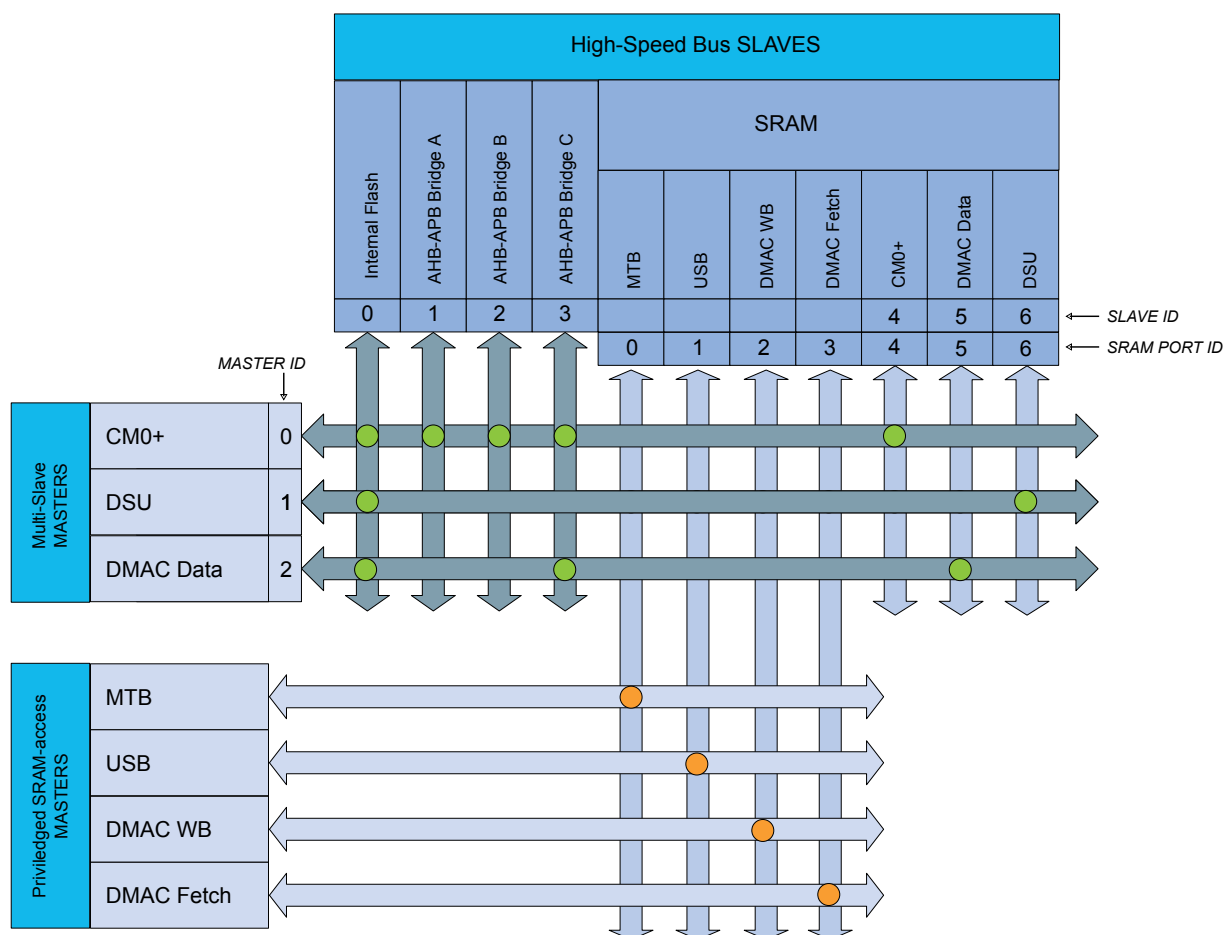 High-Speed Bus SLAVES
SRAM
Internal Flash
AHB-APB Bridge A
AHB-APB Bridge B
AHB-APB Bridge C
MTB
USB
DMAC WB
DMAC Fetch
CM0+
DMAC Data
DSU
0 1 2 3 4 5 6 SLAVE ID
0 1 2 3 4 5 6 SRAM PORT ID
MASTER ID
Multi-Slave
MASTERS
CM0+ 0
DSU 1
DMAC Data 2
Priviledged SRAM-access
MASTERS
MTB
USB
DMAC WB
DMAC Fetch